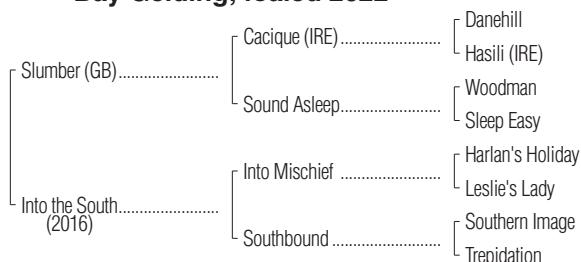 Bay Gelding; foaled 2022
Danehill
Cacique (IRE)
Hasili (IRE)
Slumber (GB)
Woodman
Sound Asleep
Sleep Easy
Harlan's Holiday
Into Mischief
Leslie's Lady
Into the South
(2016)
Southern Image
Southbound
Trepidation